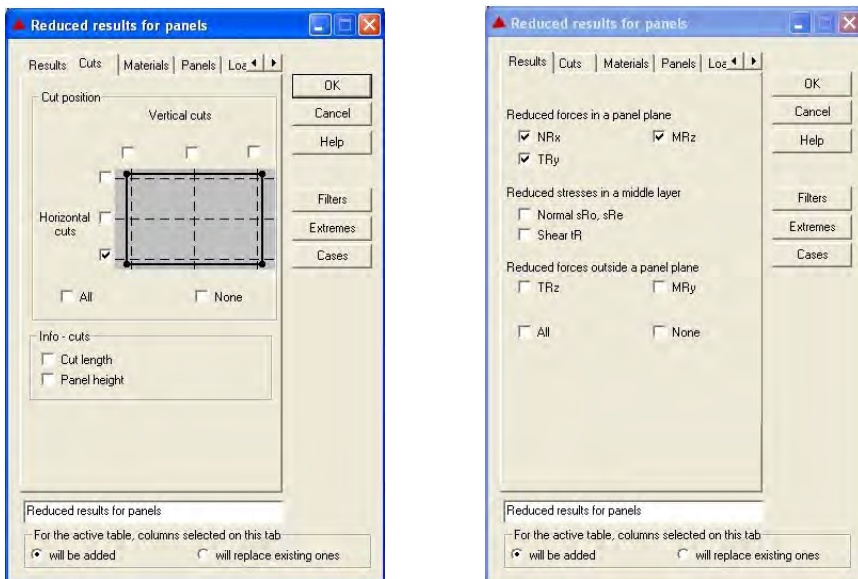 Reduced results for panels
Results Cuts Materials Panels Loa
Cut position
Vertical cuts
Horizontal
cuts
All None
Info - cuts
Cut length
Panel height
OK
Cancel
Help
Filters
Extremes
Cases
Reduced results for panels
For the active table, columns selected on this tab
will be added will replace existing ones
Reduced results for panels
Results Cuts Materials Panels Loa
Reduced forces in a panel plane
NRx MRz
TRy
Reduced stresses in a middle layer
Normal sRo, sRe
Shear tR
Reduced forces outside a panel plane
TRz MRy
All None
OK
Cancel
Help
Filters
Extremes
Cases
Reduced results for panels
For the active table, columns selected on this tab
will be added will replace existing ones